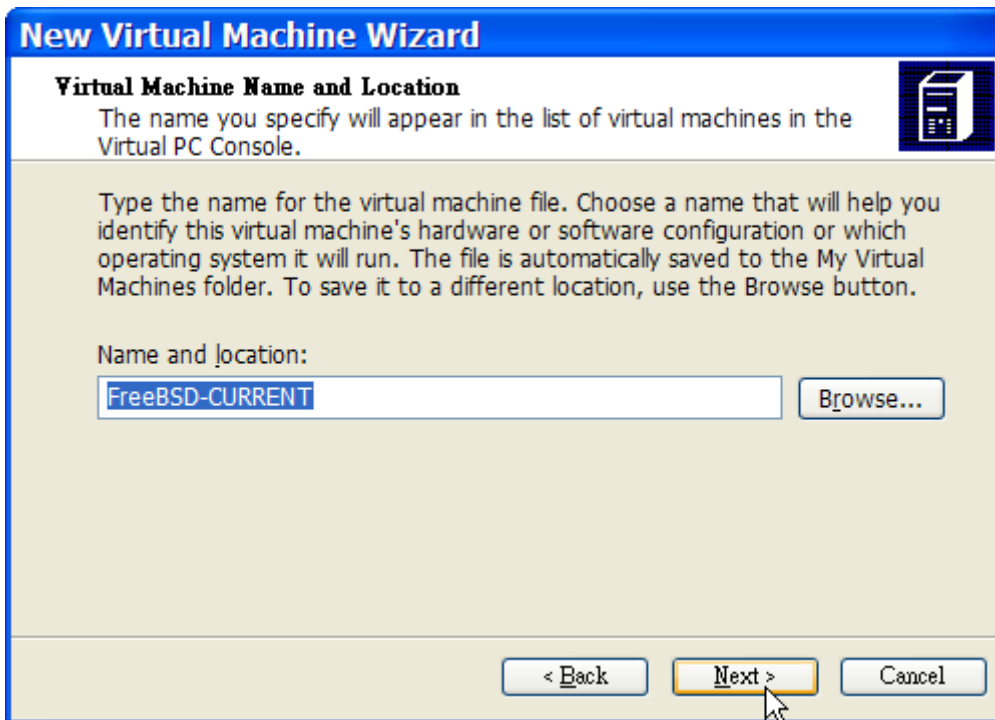 New Virtual Machine Wizard
Virtual Machine Name and Location
The name you specify will appear in the list of virtual machines in the
Virtual PC Console.
Type the name for the virtual machine file. Choose a name that will help you
identify this virtual machine's hardware or software configuration or which
operating system it will run. The file is automatically saved to the My Virtual
Machines folder. To save it to a different location, use the Browse button.
Name and location:
FreeBSD-CURRENT
Browse...
< Back
Next >
Cancel